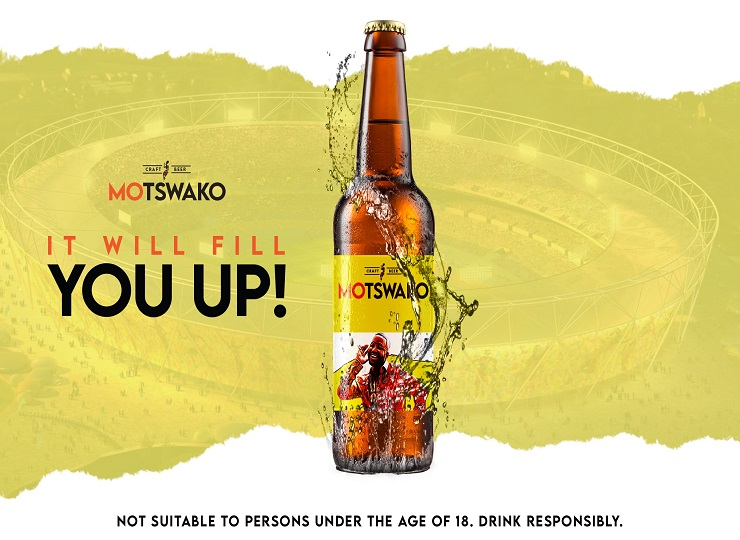 CRAFT BEER
MOTSWAKO
IT WILL FILL
YOU UP!
CRAFT BEER
MOTSWAKO
NOT SUITABLE TO PERSONS UNDER THE AGE OF 18. DRINK RESPONSIBLY.